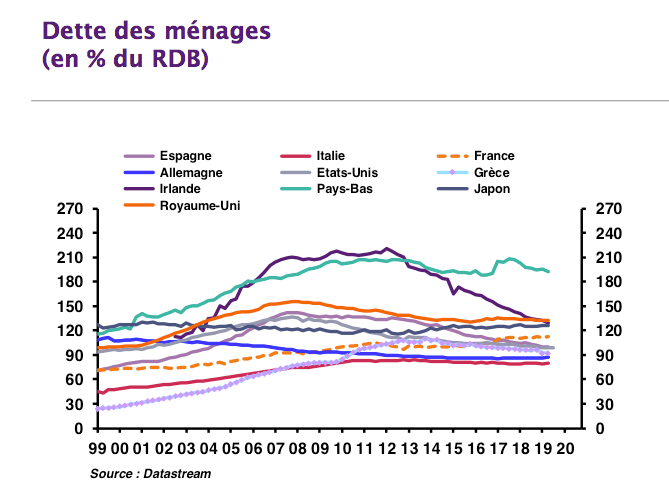 Dette des ménages
(en % du RDB)
Espagne Italie France
Allemagne Etats-Unis Grèce
Irlande Pays-Bas Japon
Royaume-Uni
270 270
240 240
210 210
180 180
150 150
120 120
90 90
60 60
30 30
0 0
99 00 01 02 03 04 05 06 07 08 09 10 11 12 13 14 15 16 17 18 19 20
Source : Datastream